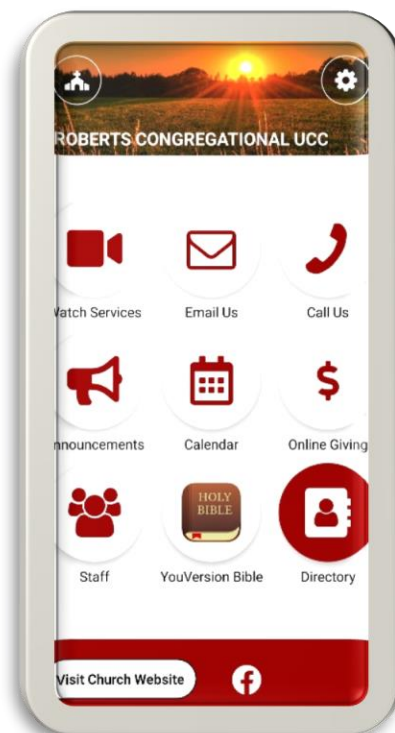 ROBERTS CONGREGATIONAL UCC
Watch Services
Email Us
Call Us
nnouncements
Calendar
$
Online Giving
HOLY
BIBLE
Staff
YouVersion Bible
Directory
Visit Church Website
f